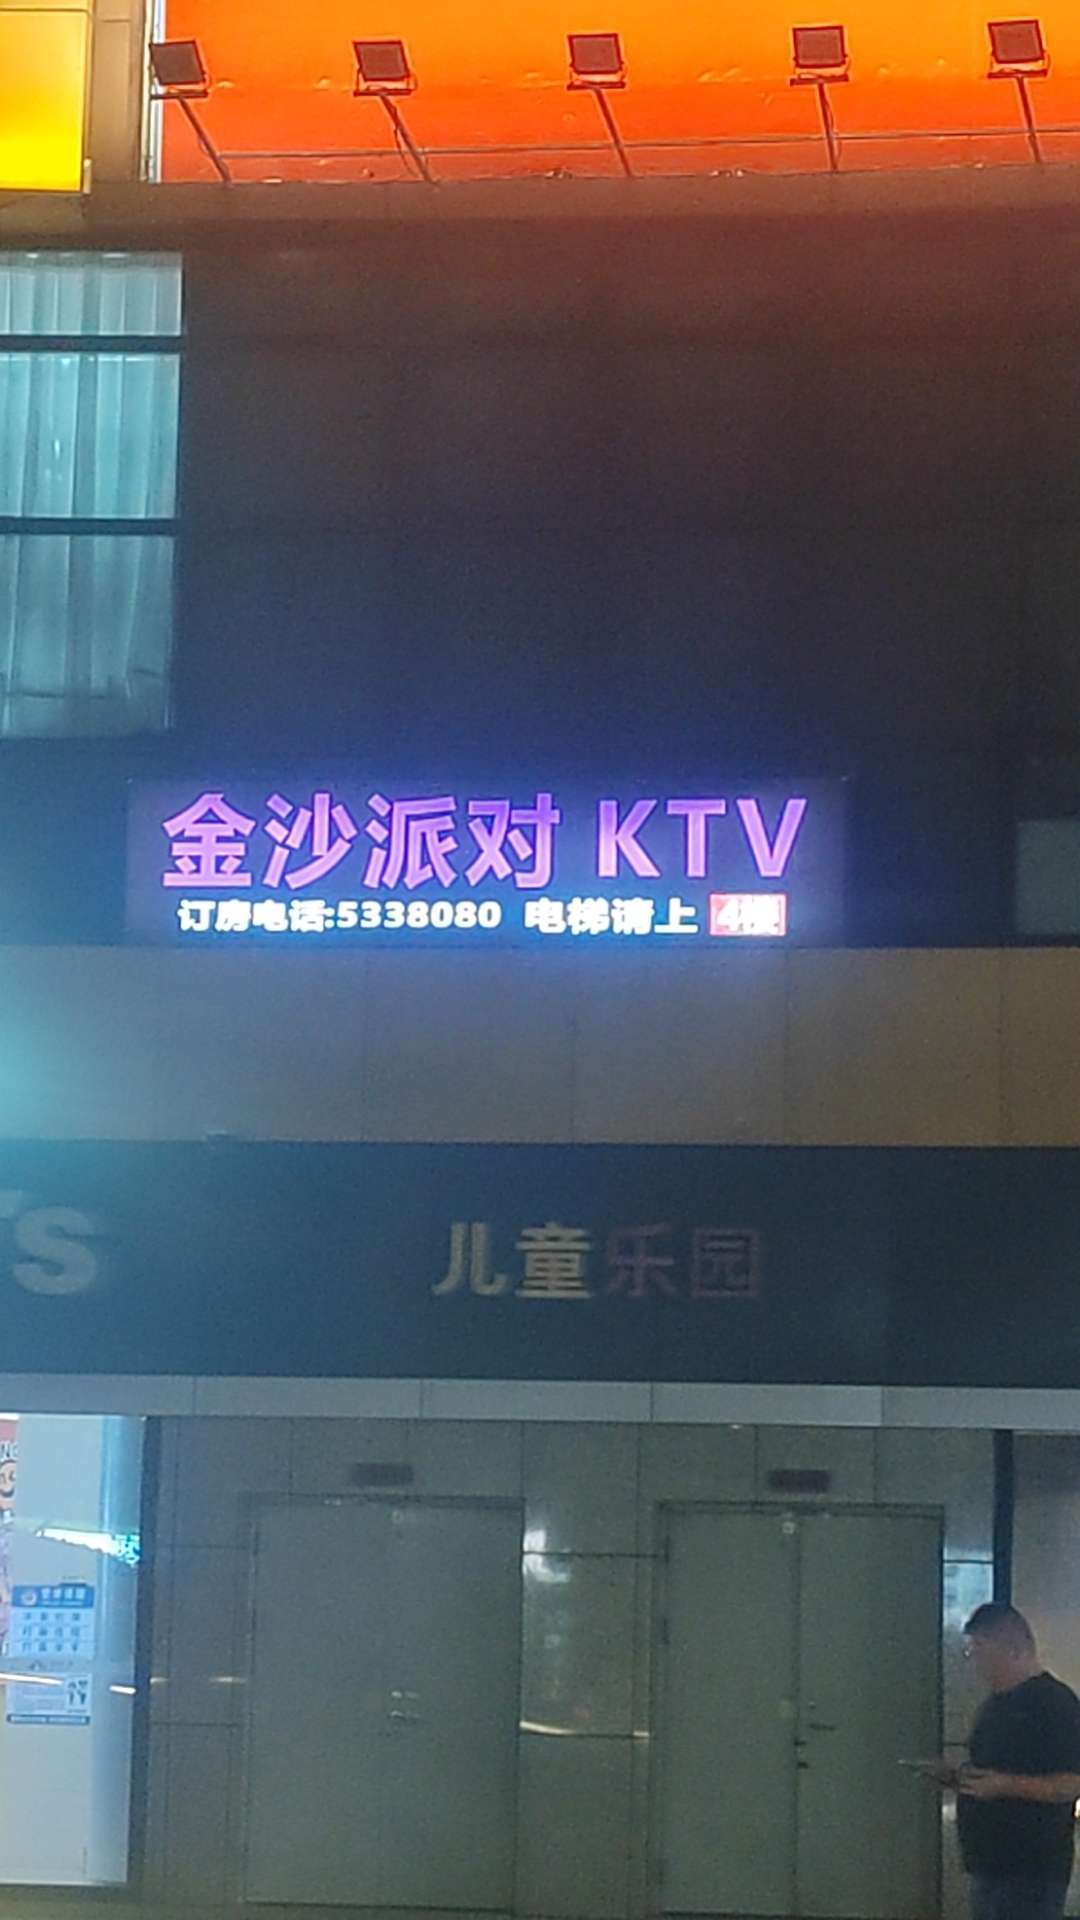 金沙派对 KTV
订房电话:5338080 电梯请上 4楼
'S
儿童乐园